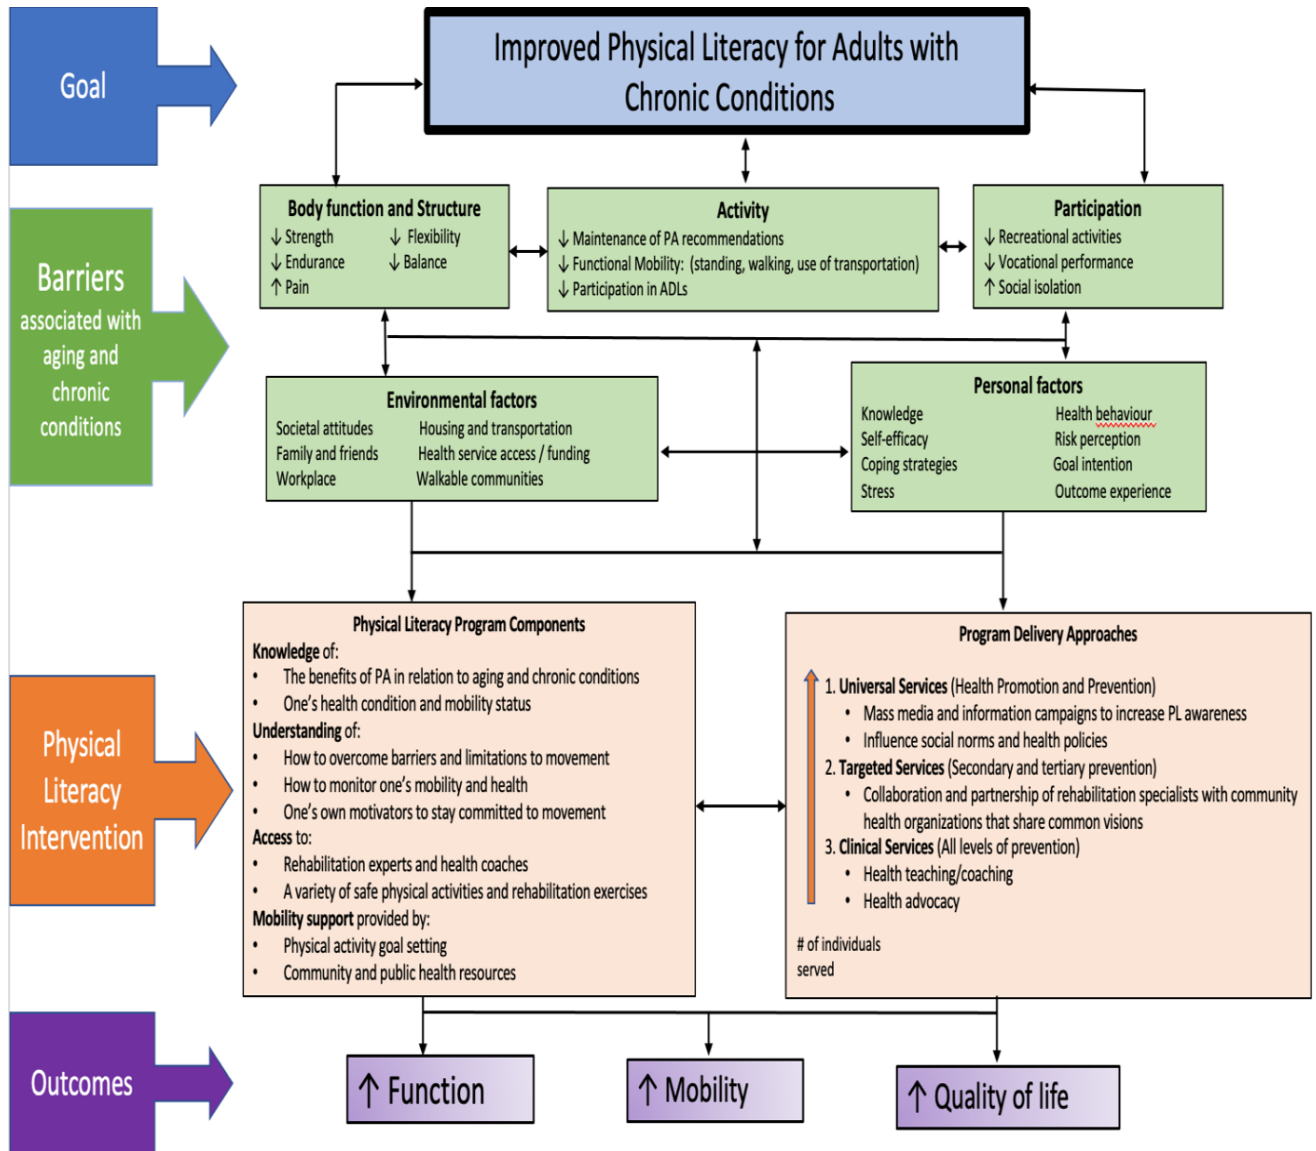 Goal
Improved Physical Literacy for Adults with
Chronic Conditions
Barriers
associated with
aging and
chronic
conditions
Body function and Structure
↓ Strength ↓ Flexibility
↓ Endurance ↓ Balance
↑ Pain
Activity
↓ Maintenance of PA recommendations
↓ Functional Mobility: (standing, walking, use of transportation)
↓ Participation in ADLs
Participation
↓ Recreational activities
↓ Vocational performance
↑ Social isolation
Environmental factors
Societal attitudes Housing and transportation
Family and friends Health service access / funding
Workplace Walkable communities
Personal factors
Knowledge Health behaviour
Self-efficacy Risk perception
Coping strategies Goal intention
Stress Outcome experience
Physical
Literacy
Intervention
Physical Literacy Program Components
Knowledge of:
• The benefits of PA in relation to aging and chronic conditions
• One's health condition and mobility status
Understanding of:
• How to overcome barriers and limitations to movement
• How to monitor one's mobility and health
• One's own motivators to stay committed to movement
Access to:
• Rehabilitation experts and health coaches
• A variety of safe physical activities and rehabilitation exercises
Mobility support provided by:
• Physical activity goal setting
• Community and public health resources
Program Delivery Approaches
1. Universal Services (Health Promotion and Prevention)
• Mass media and information campaigns to increase PL awareness
• Influence social norms and health policies
2. Targeted Services (Secondary and tertiary prevention)
• Collaboration and partnership of rehabilitation specialists with community
health organizations that share common visions
3. Clinical Services (All levels of prevention)
• Health teaching/coaching
• Health advocacy
# of individuals
served
Outcomes
↑ Function
↑ Mobility
↑ Quality of life